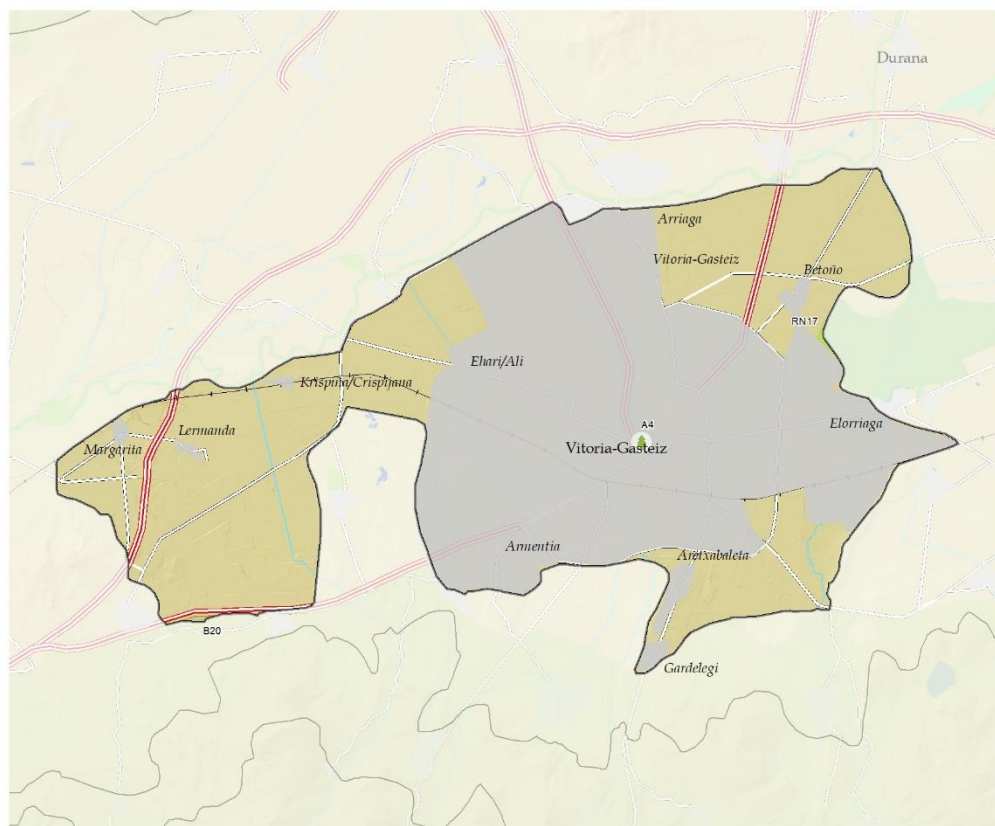 Durana
Arriaga
Vitoria-Gasteiz
Betoño
RN17
Ehari/Ali
Krispiña/Crispijana
Elorriaga
A4
Vitoria-Gasteiz
Lermanda
Margarita
Armentia
Aretxabaleta
B20
Gardelegi